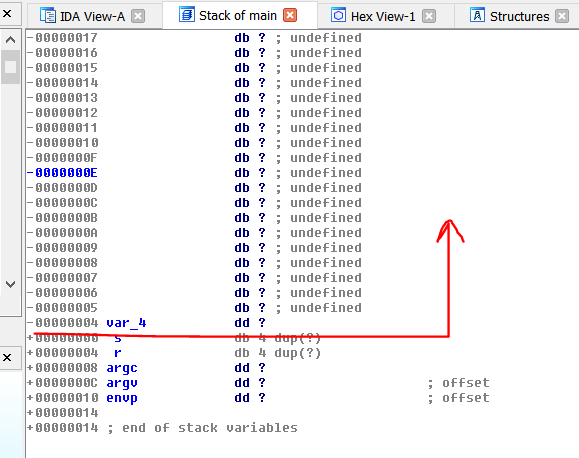 IDA View-A Stack of main Hex View-1 Structures
-00000017 db ? ; undefined
-00000016 db ? ; undefined
-00000015 db ? ; undefined
-00000014 db ? ; undefined
-00000013 db ? ; undefined
-00000012 db ? ; undefined
-00000011 db ? ; undefined
-00000010 db ? ; undefined
-0000000F db ? ; undefined
-0000000E db ? ; undefined
-0000000D db ? ; undefined
-0000000C db ? ; undefined
-0000000B db ? ; undefined
-0000000A db ? ; undefined
-00000009 db ? ; undefined
-00000008 db ? ; undefined
-00000007 db ? ; undefined
-00000006 db ? ; undefined
-00000005 db ? ; undefined
-00000004 var_4 dd ?
+00000000 s db 4 dup(?)
+00000004 r db 4 dup(?)
+00000008 argc dd ?
+0000000C argv dd ? ; offset
+00000010 envp dd ? ; offset
+00000014
+00000014 ; end of stack variables